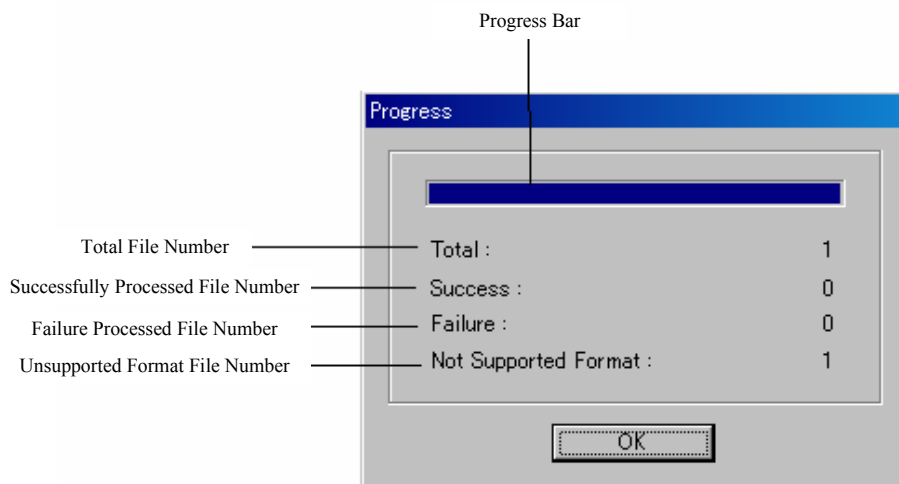 Progress Bar
Progress
Total File Number
Total : 1
Successfully Processed File Number
Success : 0
Failure Processed File Number
Failure : 0
Unsupported Format File Number
Not Supported Format : 1
OK